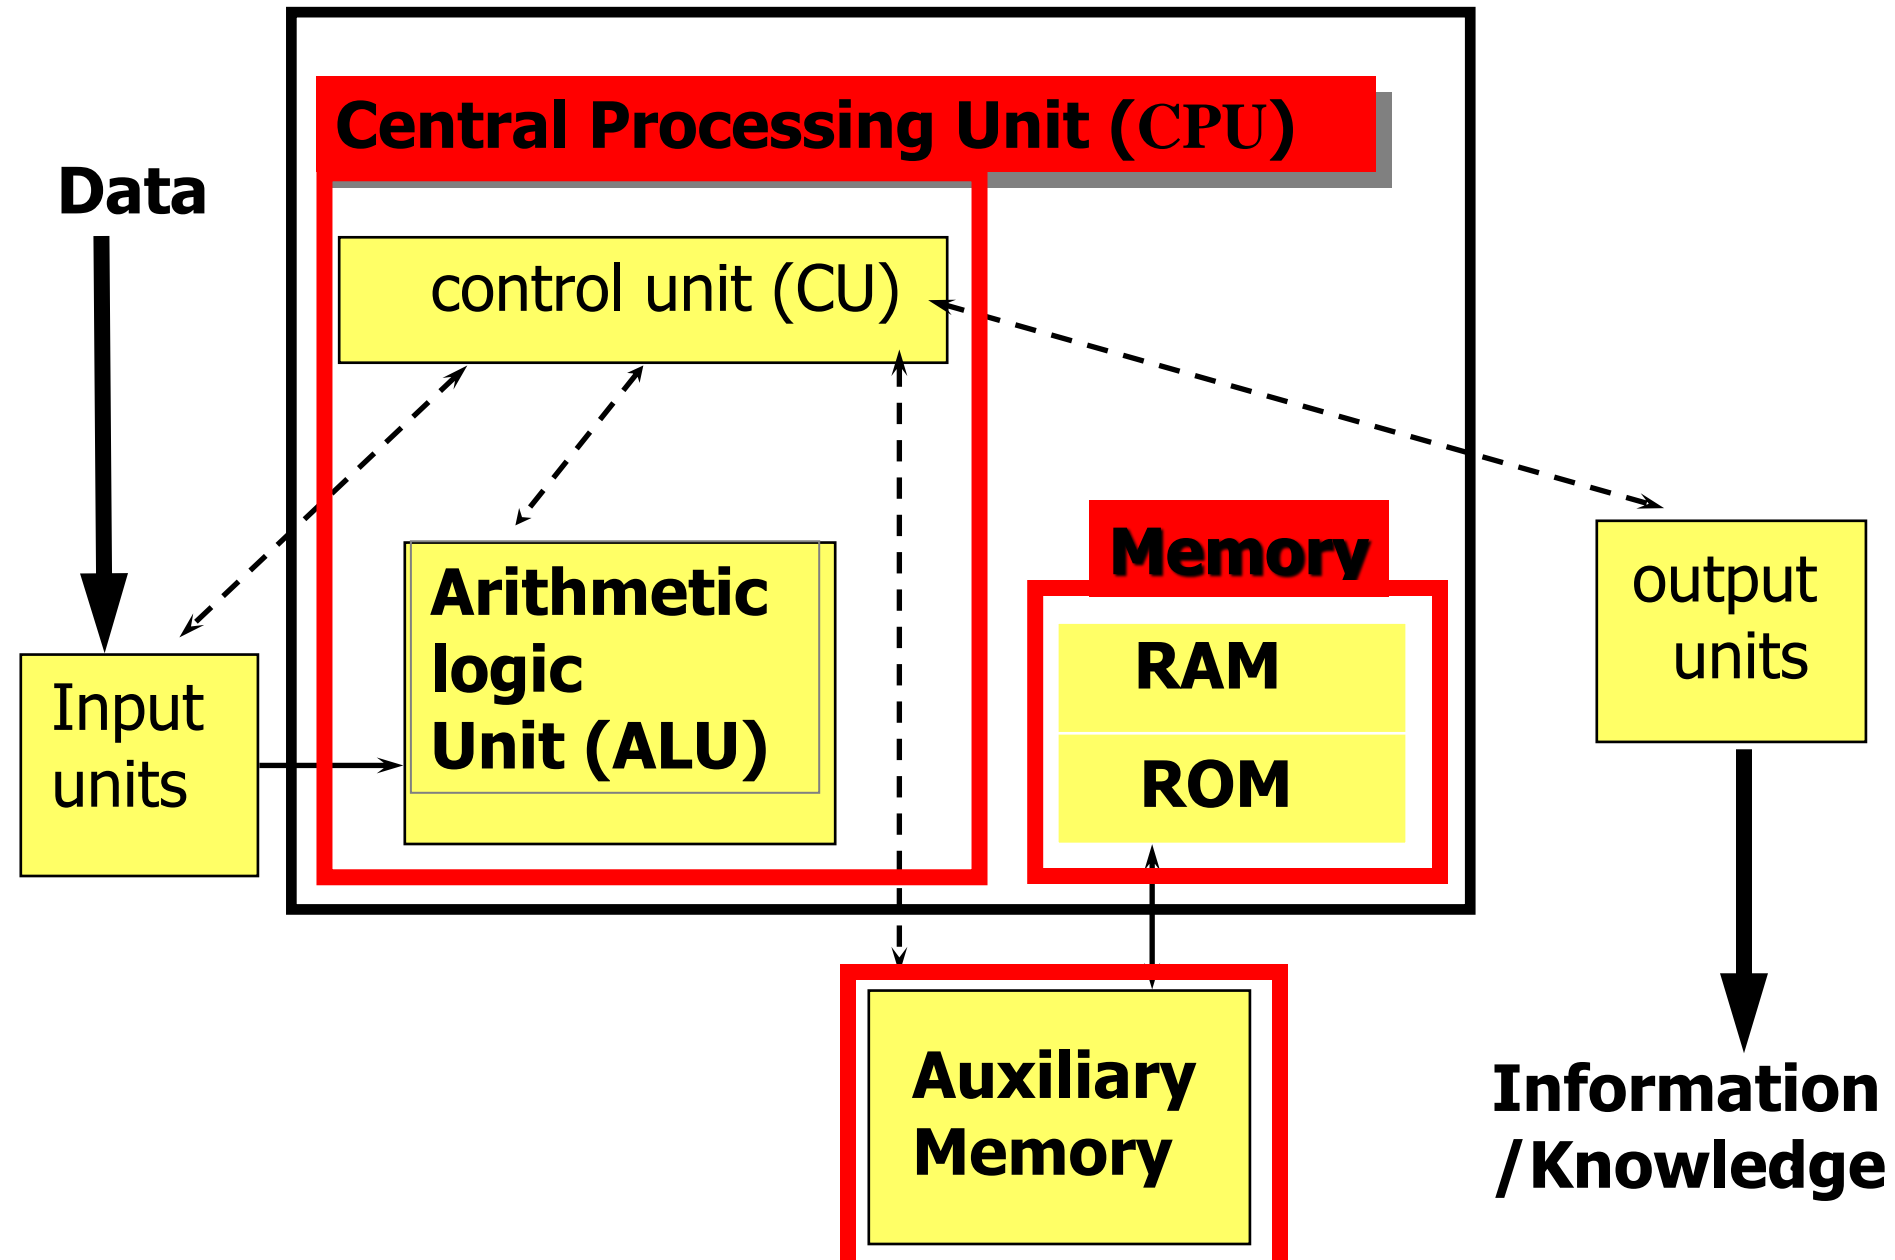 Central Processing Unit (CPU)
Data
control unit (CU)
Memory
Arithmetic
logic
Unit (ALU)
RAM
ROM
output
units
Input
units
Auxiliary
Memory
Information
/Knowledge